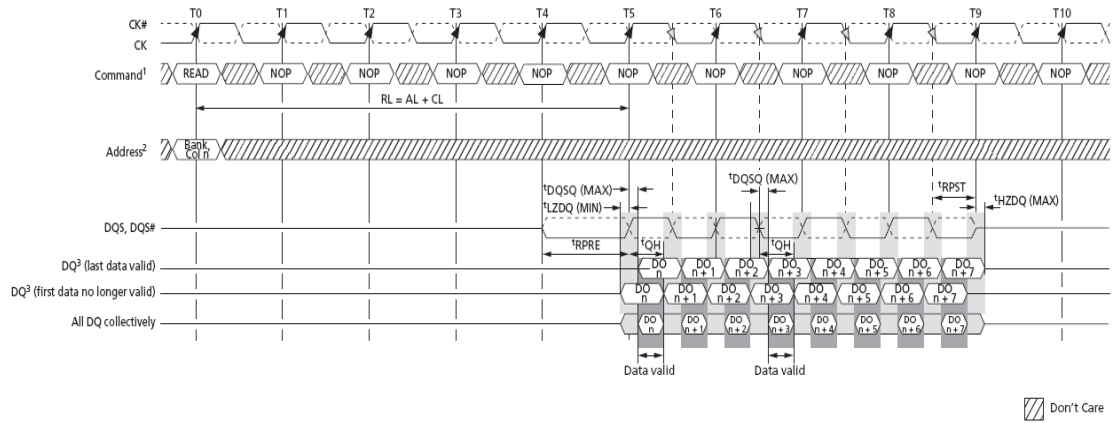 T0 T1 T2 T3 T4 T5 T6 T7 T8 T9 T10
CK#
CK
Command1 READ NOP NOP NOP NOP NOP NOP NOP NOP NOP NOP
RL = AL + CL
Address2 Bank, Col n
tDQSQ (MAX) tDQSQ (MAX) tRPST
tLZDQ (MIN) tHZDQ (MAX)
DQS, DQS#
tRPRE tQH tQH
DQ3 (last data valid) DO n DO n + 1 DO n + 2 DO n + 3 DO n + 4 DO n + 5 DO n + 6 DO n + 7
DQ3 (first data no longer valid) DO n DO n + 1 DO n + 2 DO n + 3 DO n + 4 DO n + 5 DO n + 6 DO n + 7
All DQ collectively DO n DO n + 1 DO n + 2 DO n + 3 DO n + 4 DO n + 5 DO n + 6 DO n + 7
Data valid Data valid
Don't Care